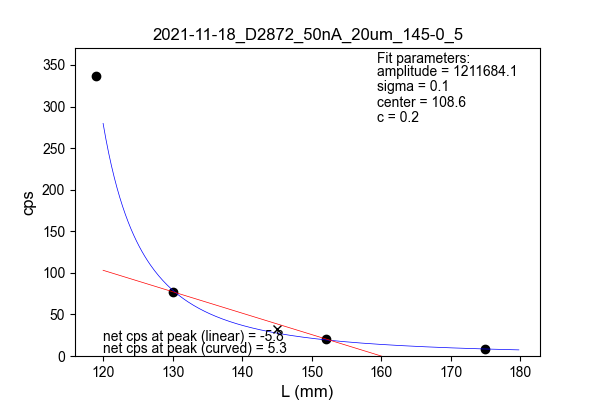 2021-11-18_D2872_50nA_20um_145-0_5
Fit parameters:
amplitude = 1211684.1
sigma = 0.1
center = 108.6
c = 0.2
350
300
250
200
150
100
50
0
cps
net cps at peak (linear) = -5.8
net cps at peak (curved) = 5.3
120 130 140 150 160 170 180
L (mm)